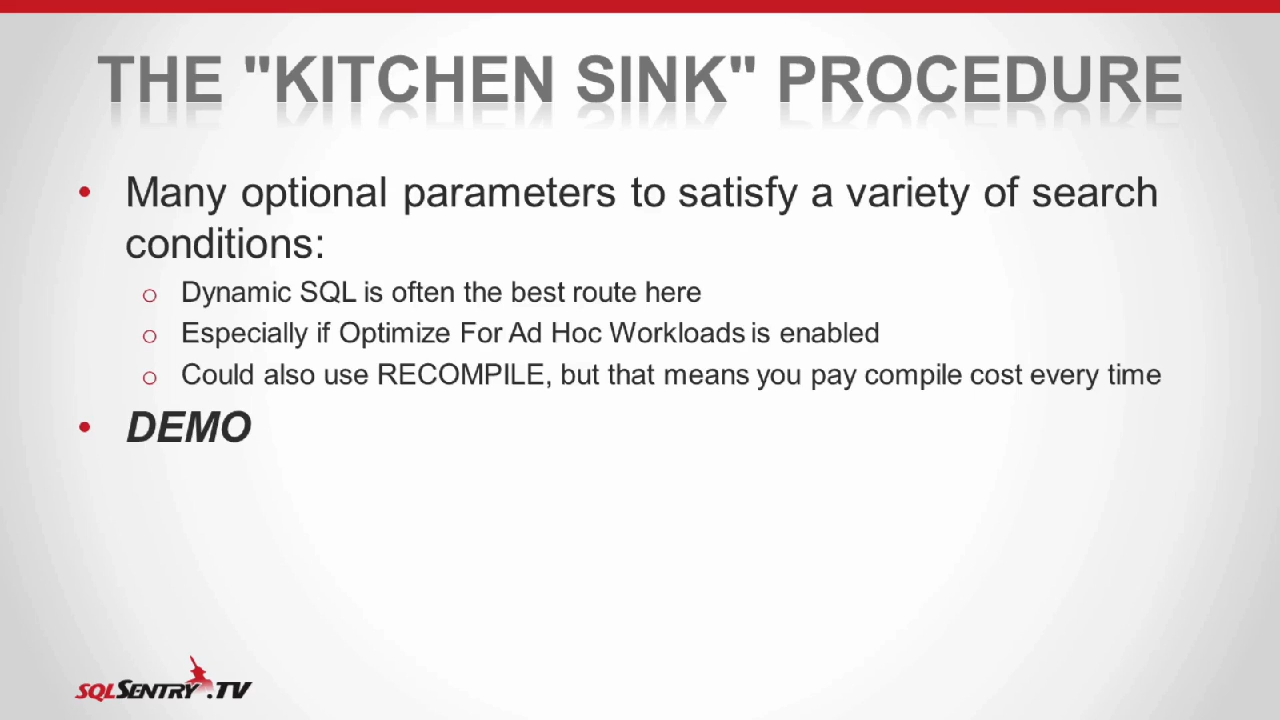 THE "KITCHEN SINK" PROCEDURE
• Many optional parameters to satisfy a variety of search
conditions:
o Dynamic SQL is often the best route here
o Especially if Optimize For Ad Hoc Workloads is enabled
o Could also use RECOMPILE, but that means you pay compile cost every time
• DEMO
SQLSENTRY.TV